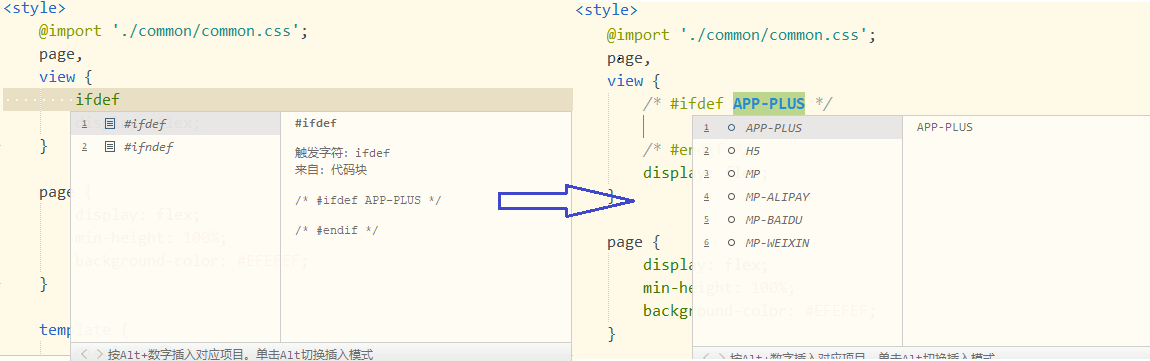 <style>
@import './common/common.css';
page,
view {
ifdef
1 #ifdef
2 #ifndef
#ifdef
触发字符: ifdef
来自: 代码块
/* #ifdef APP-PLUS */
/* #endif */
}
page {
display: flex;
min-height: 100%;
background-color: #EFEFEF;
}
template {
按Alt+数字插入对应项目。单击Alt切换插入模式
<style>
@import './common/common.css';
page,
view {
/* #ifdef APP-PLUS */
1 APP-PLUS
2 H5
3 MP
4 MP-ALIPAY
5 MP-BAIDU
6 MP-WEIXIN
APP-PLUS
/* #en
disp
}
page {
display: flex;
min-height: 100%;
background-color: #EFEFEF;
}
按Alt+数字插入对应项目。单击Alt切换插入模式